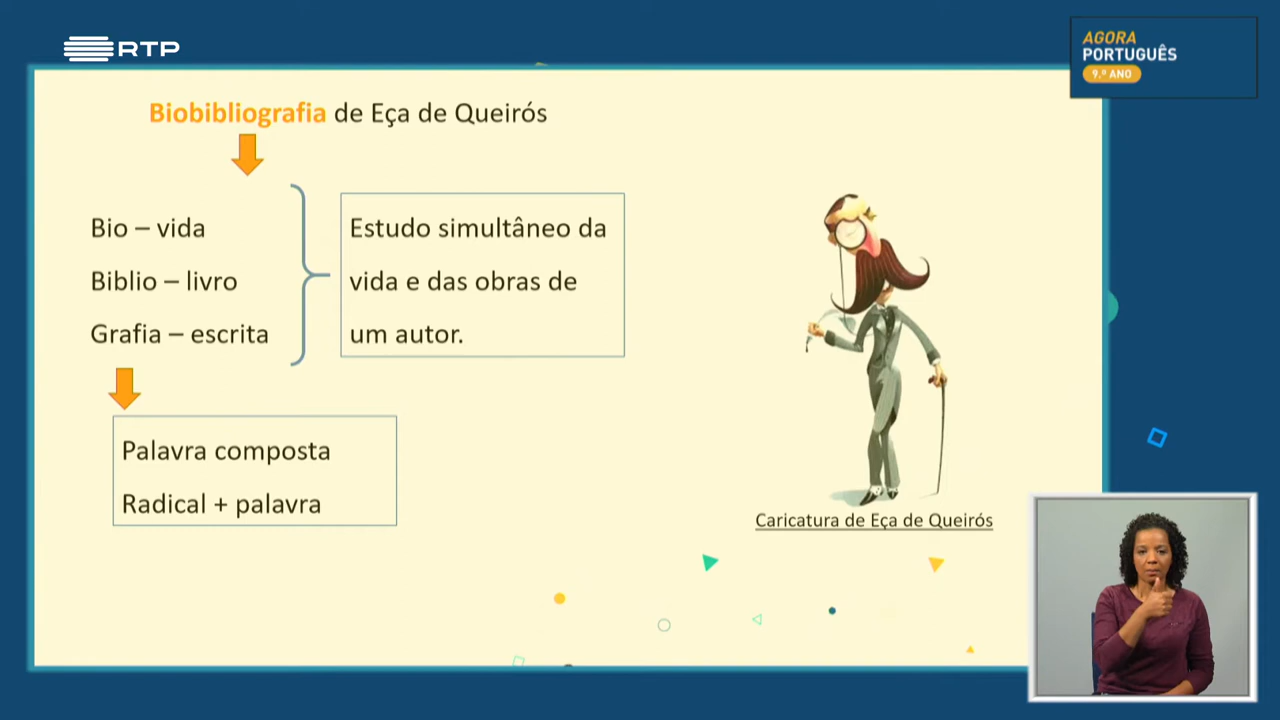 RTP
AGORA
PORTUGUÊS
9.º ANO
Biobibliografia de Eça de Queirós
Bio – vida
Biblio – livro
Grafia – escrita
Estudo simultâneo da
vida e das obras de
um autor.
Palavra composta
Radical + palavra
Caricatura de Eça de Queirós